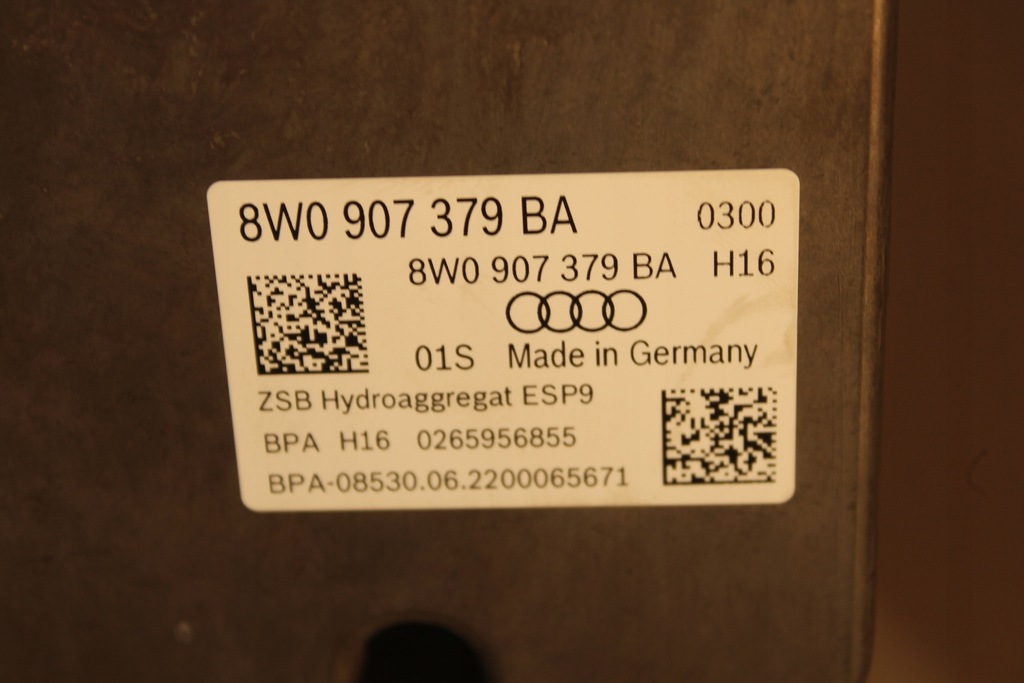 8W0 907 379 BA 0300
8W0 907 379 BA H16
01S Made in Germany
ZSB Hydroaggregat ESP9
BPA H16 0265956855
BPA-08530.06.2200065671